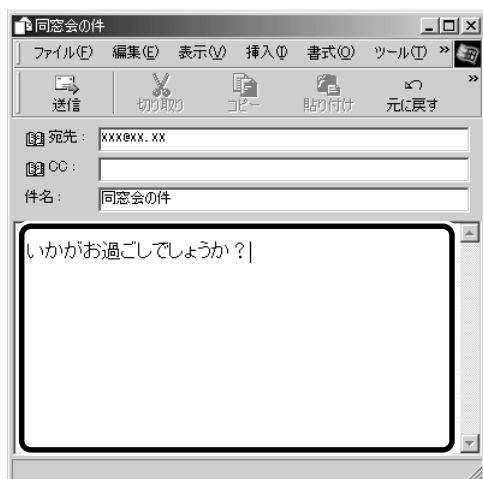 同窓会の件
ファイル(F) 編集(E) 表示(V) 挿入(I) 書式(O) ツール(T) »
送信 切り取り コピー 貼り付け 元に戻す »
宛先: xxx@xx.xx
CC:
件名: 同窓会の件
いかがお過ごしでしょうか?